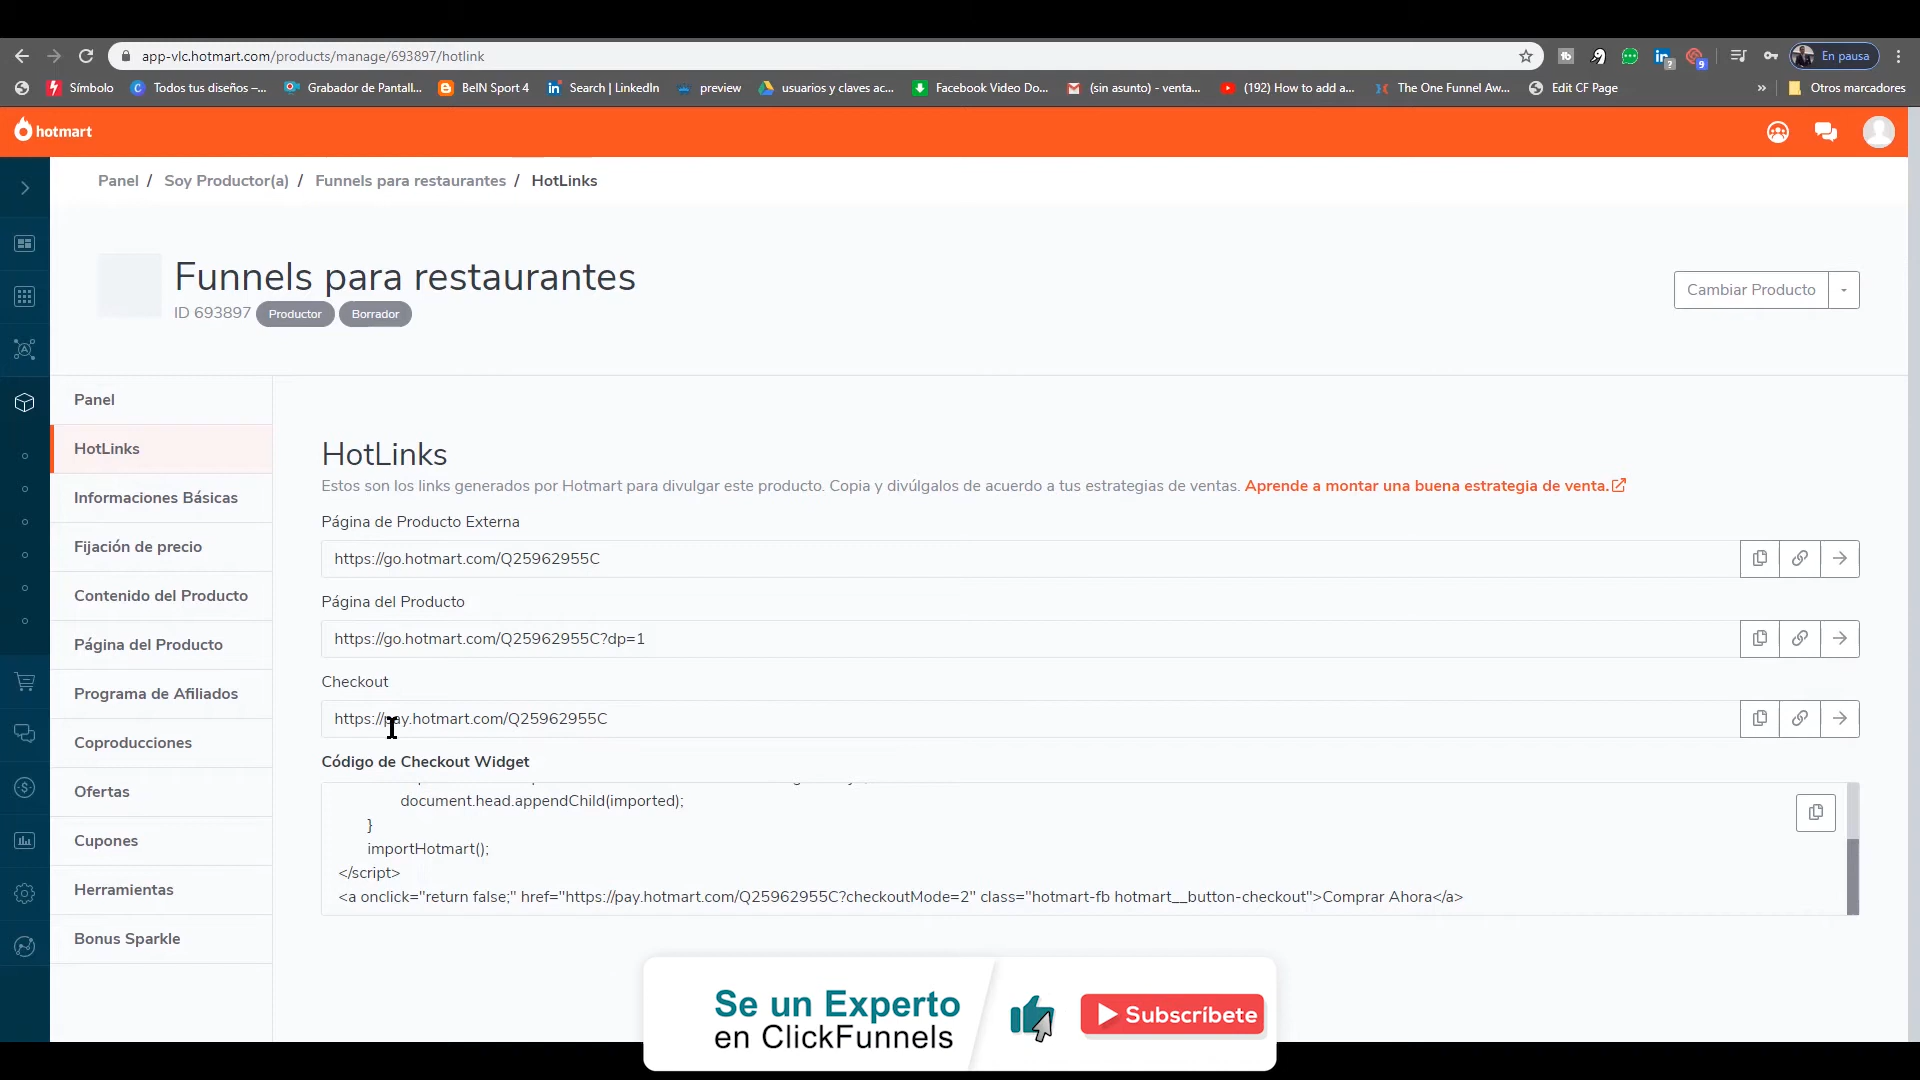 app-vlc.hotmart.com/products/manage/693897/hotlink
En pausa
9
Símbolo
Todos tus diseños –...
Grabador de Pantall...
BeIN Sport 4
Search | LinkedIn
preview
usuarios y claves ac...
Facebook Video Do...
(sin asunto) - venta...
(192) How to add a...
The One Funnel Aw...
Edit CF Page
»
Otros marcadores
hotmart
Panel / Soy Productor(a) / Funnels para restaurantes / HotLinks
Funnels para restaurantes
ID 693897 Productor Borrador
Cambiar Producto
Panel
HotLinks
Informaciones Básicas
Fijación de precio
Contenido del Producto
Página del Producto
Programa de Afiliados
Coproducciones
Ofertas
Cupones
Herramientas
Bonus Sparkle
HotLinks
Estos son los links generados por Hotmart para divulgar este producto. Copia y divúlgalos de acuerdo a tus estrategias de ventas. Aprende a montar una buena estrategia de venta.
Página de Producto Externa
https://go.hotmart.com/Q25962955C
Página del Producto
https://go.hotmart.com/Q25962955C?dp=1
Checkout
https://pay.hotmart.com/Q25962955C
Código de Checkout Widget
document.head.appendChild(imported);
}
importHotmart();
</script>
<a onclick="return false;" href="https://pay.hotmart.com/Q25962955C?checkoutMode=2" class="hotmart-fb hotmart__button-checkout">Comprar Ahora</a>
Se un Experto
en ClickFunnels
Subscríbete